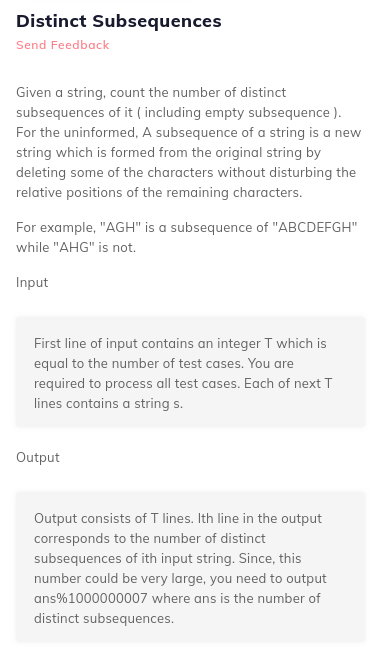 Distinct Subsequences
Send Feedback
Given a string, count the number of distinct
subsequences of it ( including empty subsequence ).
For the uninformed, A subsequence of a string is a new
string which is formed from the original string by
deleting some of the characters without disturbing the
relative positions of the remaining characters.
For example, "AGH" is a subsequence of "ABCDEFGH"
while "AHG" is not.
Input
First line of input contains an integer T which is
equal to the number of test cases. You are
required to process all test cases. Each of next T
lines contains a string s.
Output
Output consists of T lines. Ith line in the output
corresponds to the number of distinct
subsequences of ith input string. Since, this
number could be very large, you need to output
ans%1000000007 where ans is the number of
distinct subsequences.